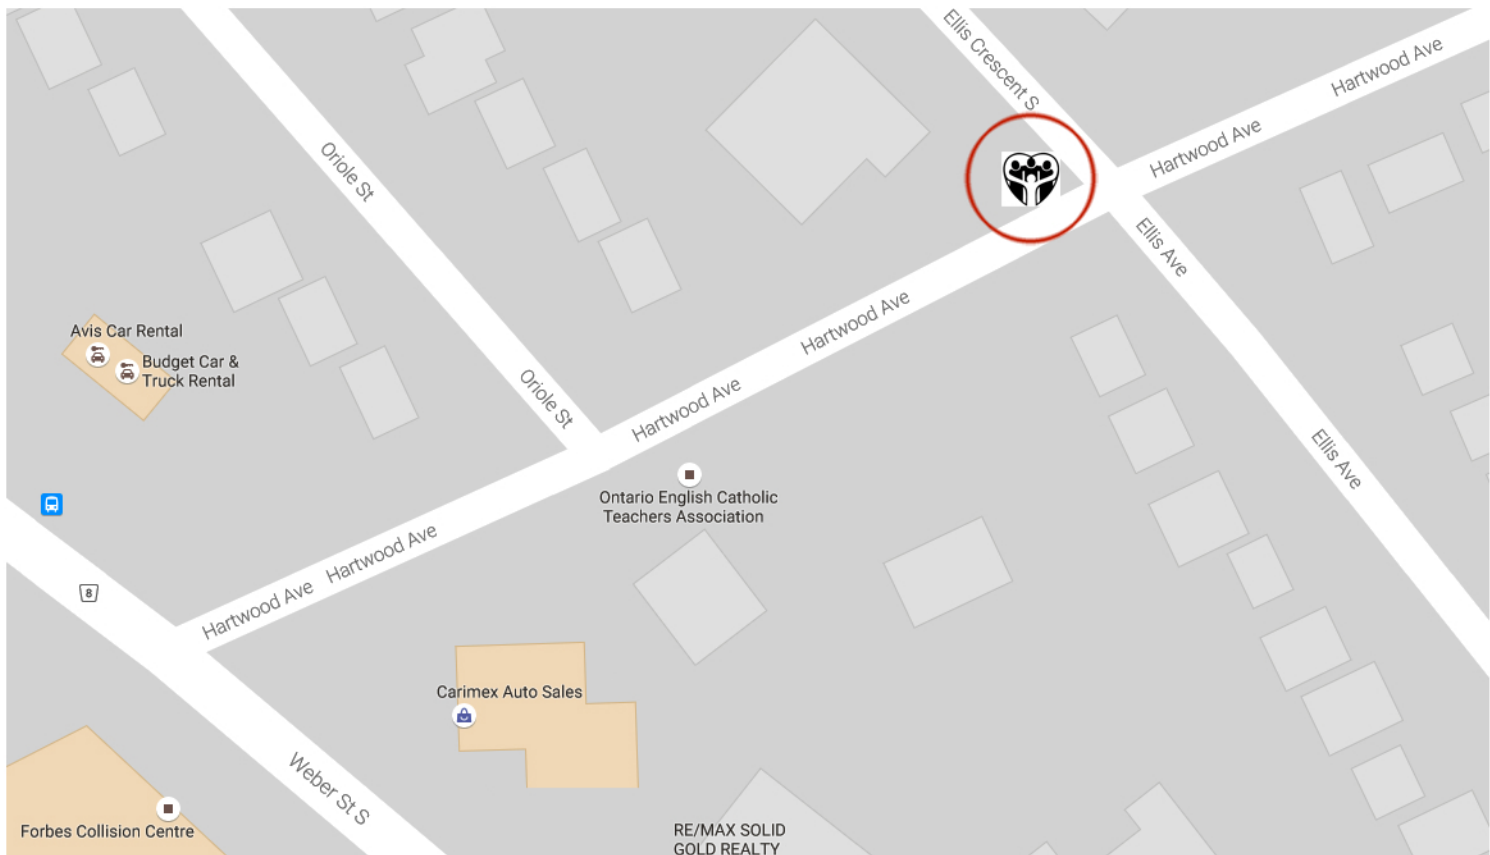 Ellis Crescent S
Hartwood Ave
Hartwood Ave
Oriole St
Ellis Ave
Hartwood Ave
Avis Car Rental
Budget Car &
Truck Rental
Oriole St
Hartwood Ave
Ellis Ave
Ontario English Catholic
Teachers Association
Hartwood Ave
Hartwood Ave
8
Carimex Auto Sales
Weber St S
Forbes Collision Centre
RE/MAX SOLID
GOLD REALTY